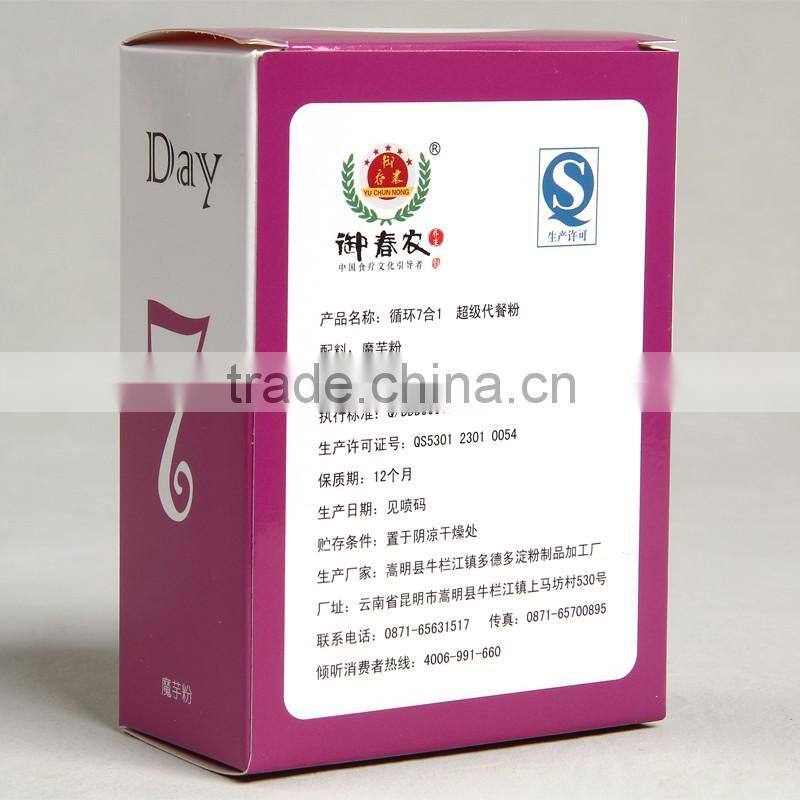 Day
7
魔芋粉
御春农
YU CHUN NONG
®
御春农
中国食疗文化引导者
QS
生产许可
产品名称：循环7合1 超级代餐粉
配料：魔芋粉
trade.china.cn
执行标准：
生产许可证号：QS5301 2301 0054
保质期：12个月
生产日期：见喷码
贮存条件：置于阴凉干燥处
生产厂家：嵩明县牛栏江镇多德多淀粉制品加工厂
厂址：云南省昆明市嵩明县牛栏江镇上马坊村530号
联系电话：0871-65631517 传真：0871-65700895
倾听消费者热线：4006-991-660